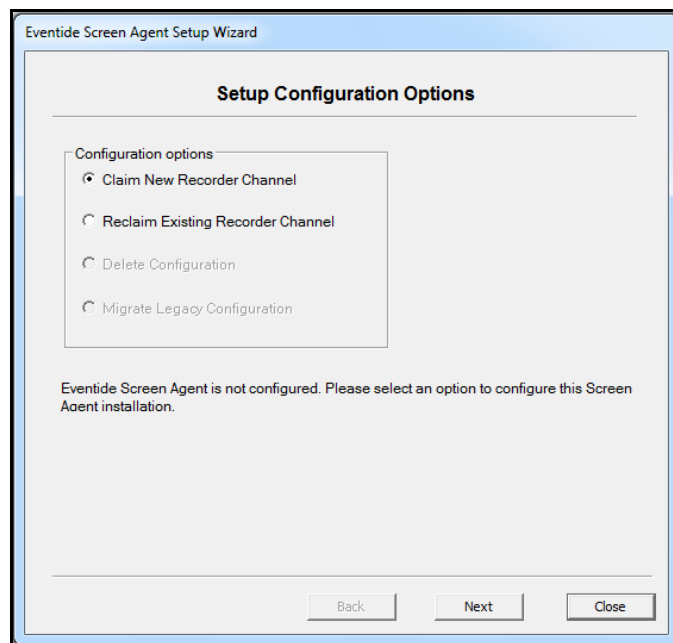 Eventide Screen Agent Setup Wizard
Setup Configuration Options
Configuration options
Claim New Recorder Channel
Reclaim Existing Recorder Channel
Delete Configuration
Migrate Legacy Configuration
Eventide Screen Agent is not configured. Please select an option to configure this Screen
Agent installation.
Back
Next
Close